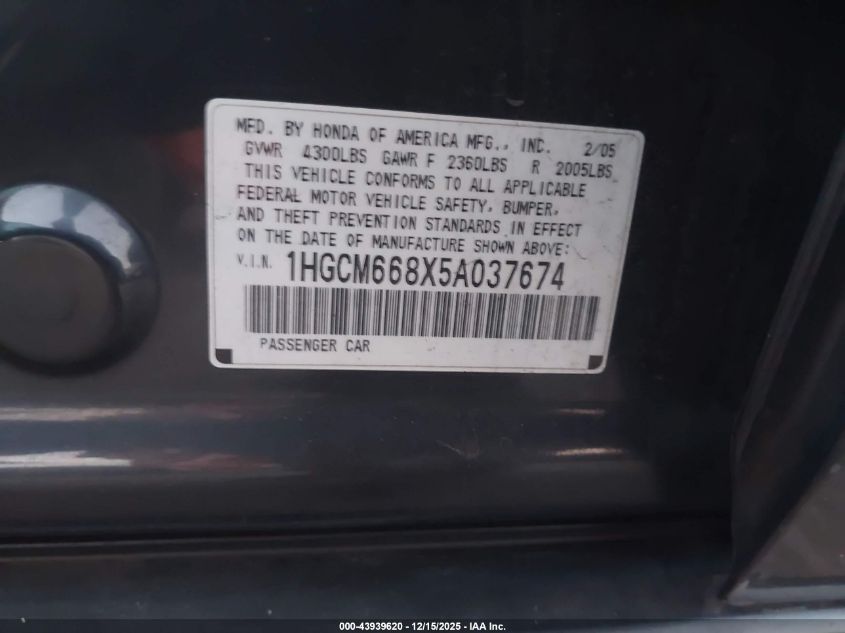 MFD. BY HONDA OF AMERICA MFG., INC. 2/05
GVWR 4300LBS GAWR F 2360LBS R 2005LBS
THIS VEHICLE CONFORMS TO ALL APPLICABLE
FEDERAL MOTOR VEHICLE SAFETY, BUMPER,
AND THEFT PREVENTION STANDARDS IN EFFECT
ON THE DATE OF MANUFACTURE SHOWN ABOVE:
V.I.N. 1HGCM668X5A037674
PASSENGER CAR
000-43939620 - 12/15/2025 - IAA Inc.